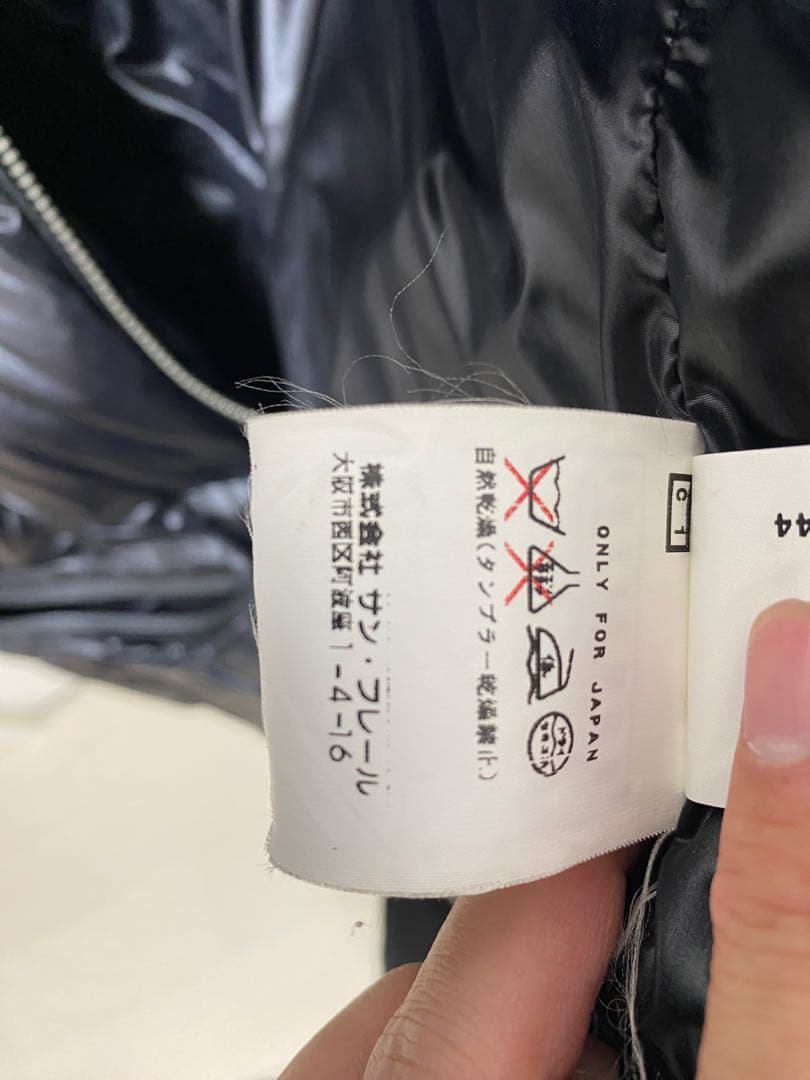 ONLY FOR JAPAN
自然乾燥(タンブラー乾燥禁止)
株式会社 サン・フレール
大阪市西区阿波座 1-4-16
44